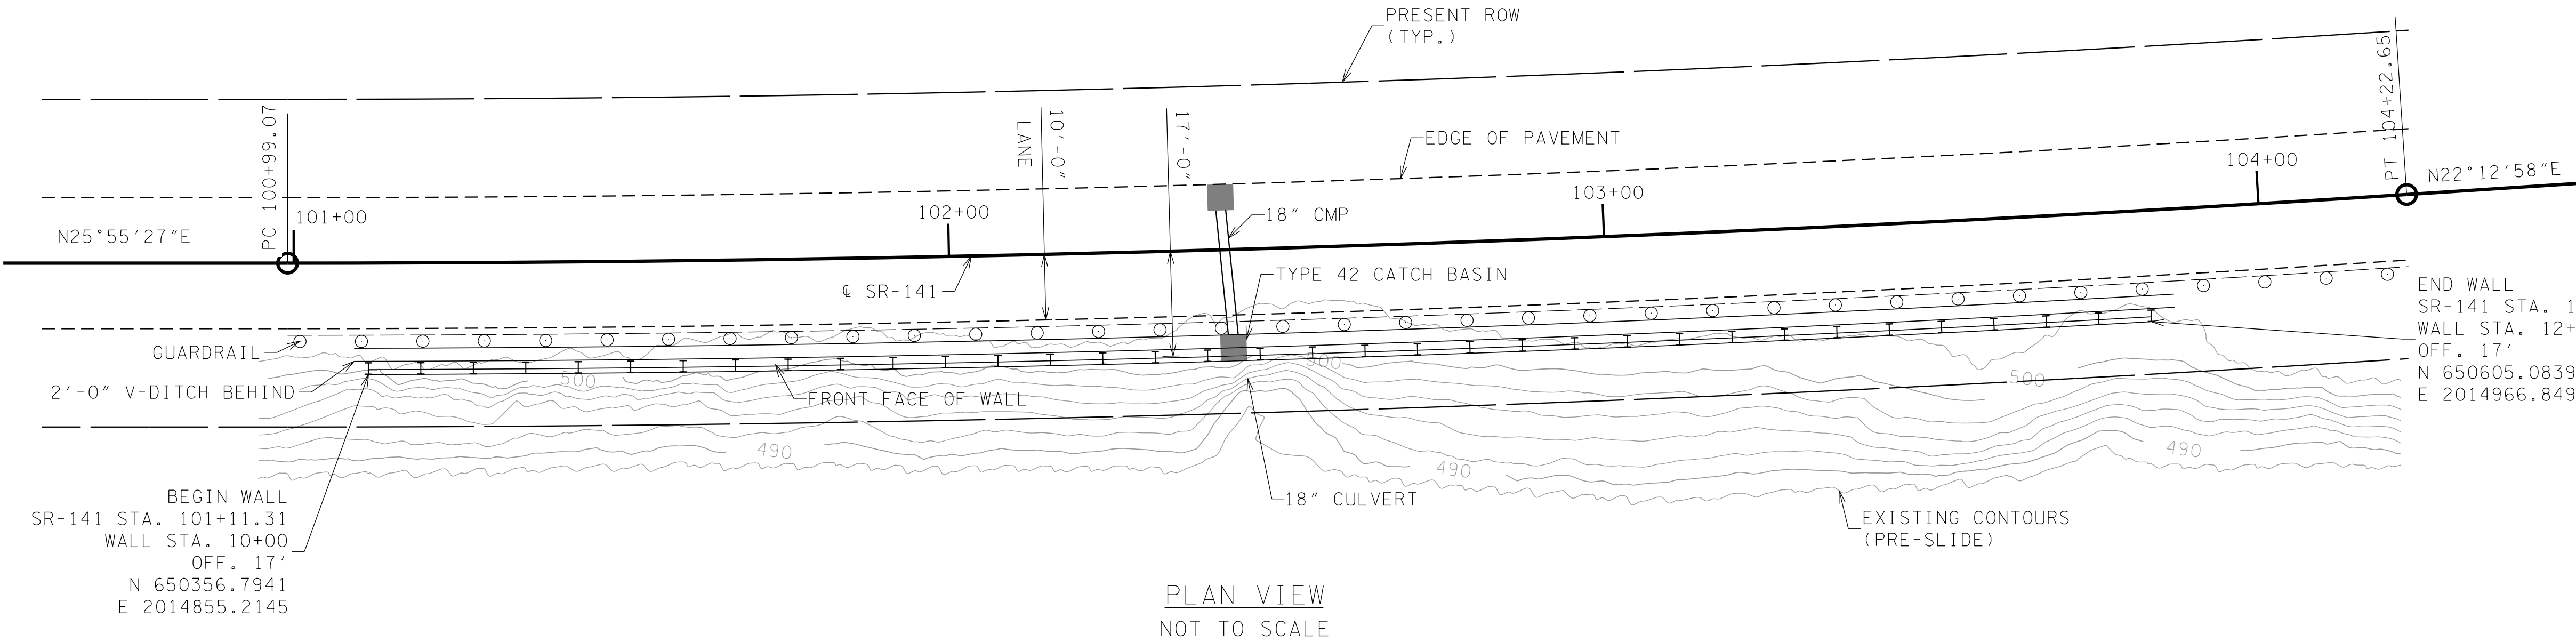 PRESENT ROW
(TYP.)
PC 100+99.07
101+00
N25°55'27"E
10'-0"
LANE
17'-0"
EDGE OF PAVEMENT
18" CMP
102+00
103+00
104+00
PT 104+22.65
N22°12'58"E
℄ SR-141
TYPE 42 CATCH BASIN
GUARDRAIL
2'-0" V-DITCH BEHIND
500
500
500
FRONT FACE OF WALL
490
490
490
18" CULVERT
EXISTING CONTOURS
(PRE-SLIDE)
BEGIN WALL
SR-141 STA. 101+11.31
WALL STA. 10+00
OFF. 17'
N 650356.7941
E 2014855.2145
END WALL
SR-141 STA. 1
WALL STA. 12+
OFF. 17'
N 650605.0839
E 2014966.849
PLAN VIEW
NOT TO SCALE